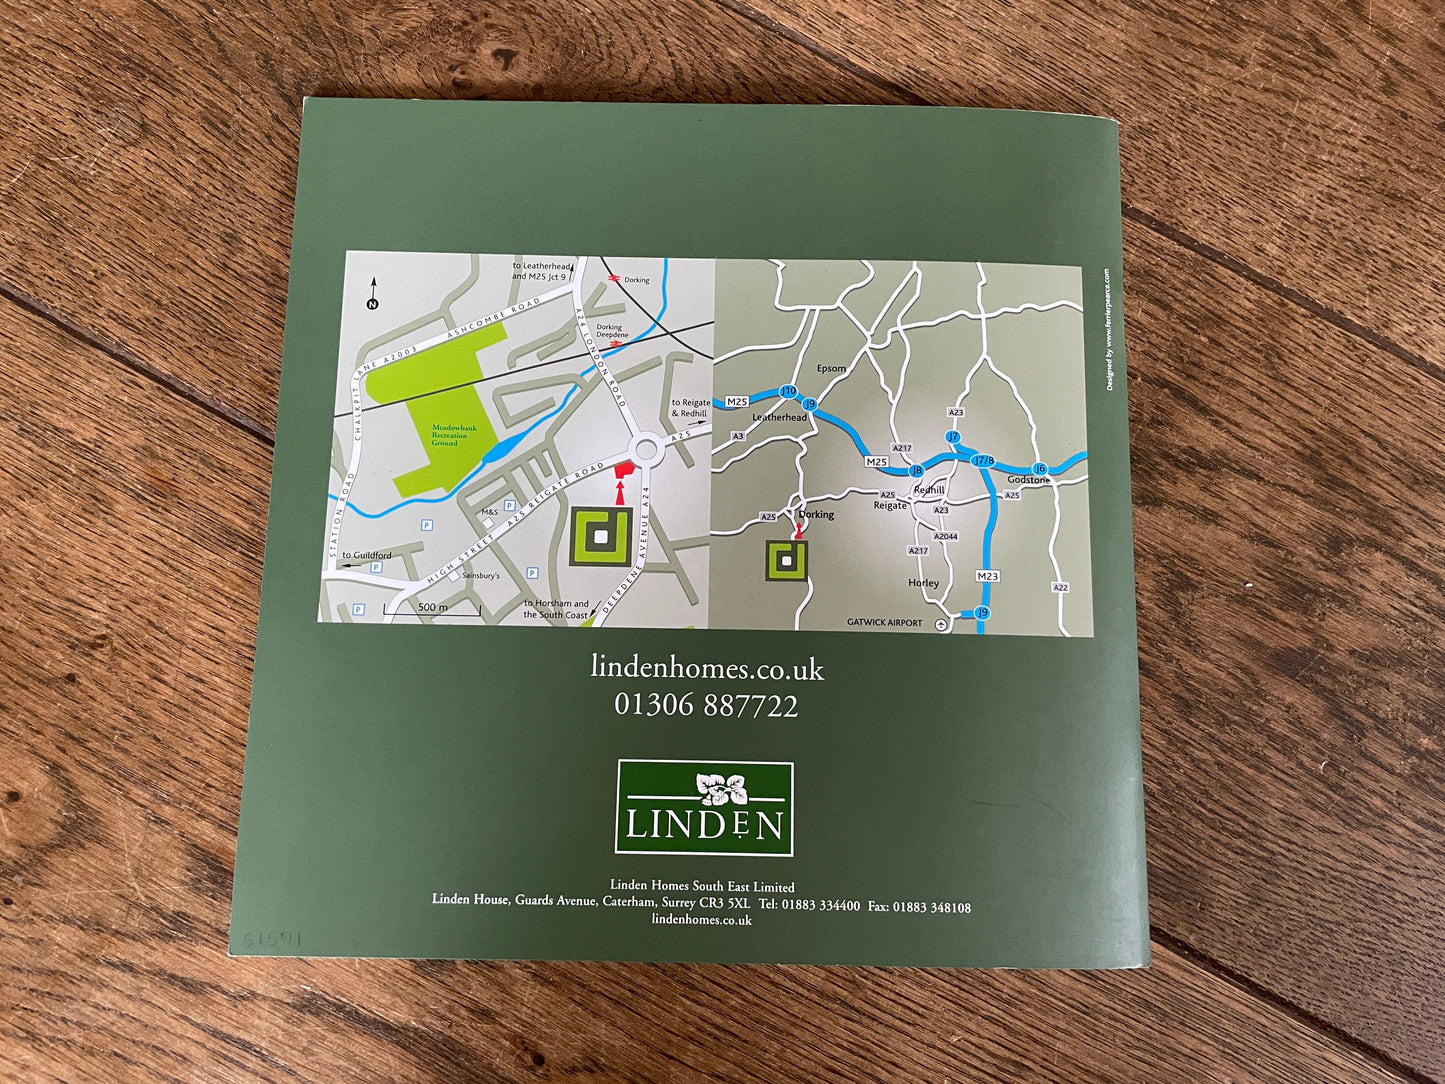 to Leatherhead
and M25 Jct 9
Dorking
N
ASHCOMBE ROAD
A24 LONDON ROAD
Dorking
Deepdene
CHALKPIT LANE A2003
to Reigate
& Redhill
A25
Meadowbank
Recreation
Ground
STATION ROAD
M&S
P
P
A25 REIGATE ROAD
HIGH STREET
d
DEEPDENE AVENUE A24
to Guildford
P
Sainsbury's
P
P
500 m
to Horsham and
the South Coast
Epsom
M25
J10
J9
Leatherhead
A3
A23
J7
A217
M25
J8
J7/8
J6
Godstone
Redhill
A25
Reigate
A23
A25
A25
Dorking
A2044
A217
d
Horley
M23
A22
J9
GATWICK AIRPORT
Designed by www.ferrierpearce.com
lindenhomes.co.uk
01306 887722
LINDEN
Linden Homes South East Limited
Linden House, Guards Avenue, Caterham, Surrey CR3 5XL Tel: 01883 334400 Fax: 01883 348108
lindenhomes.co.uk
51591